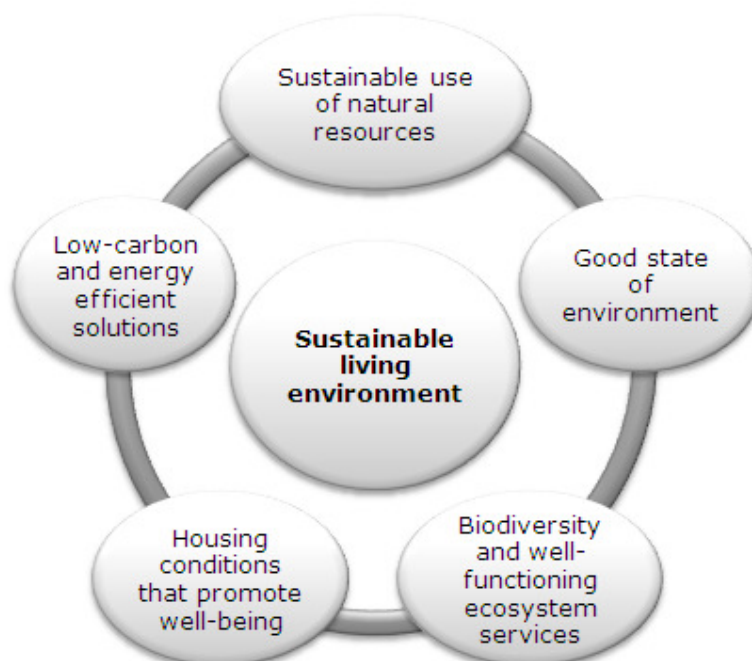 Sustainable use
of natural
resources
Low-carbon
and energy
efficient
solutions
Good state
of
environment
Sustainable
living
environment
Housing
conditions
that promote
well-being
Biodiversity
and well-
functioning
ecosystem
services